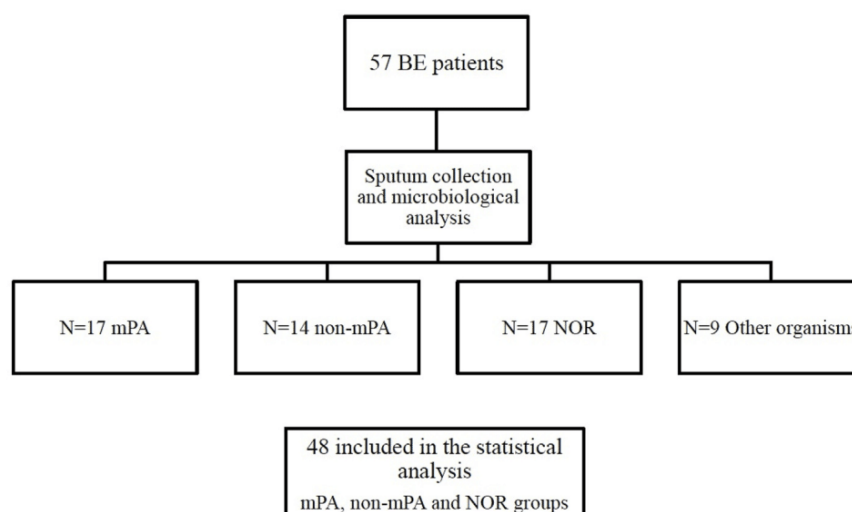 57 BE patients
Sputum collection
and microbiological
analysis
N=17 mPA
N=14 non-mPA
N=17 NOR
N=9 Other organism
48 included in the statistical
analysis
mPA, non-mPA and NOR groups